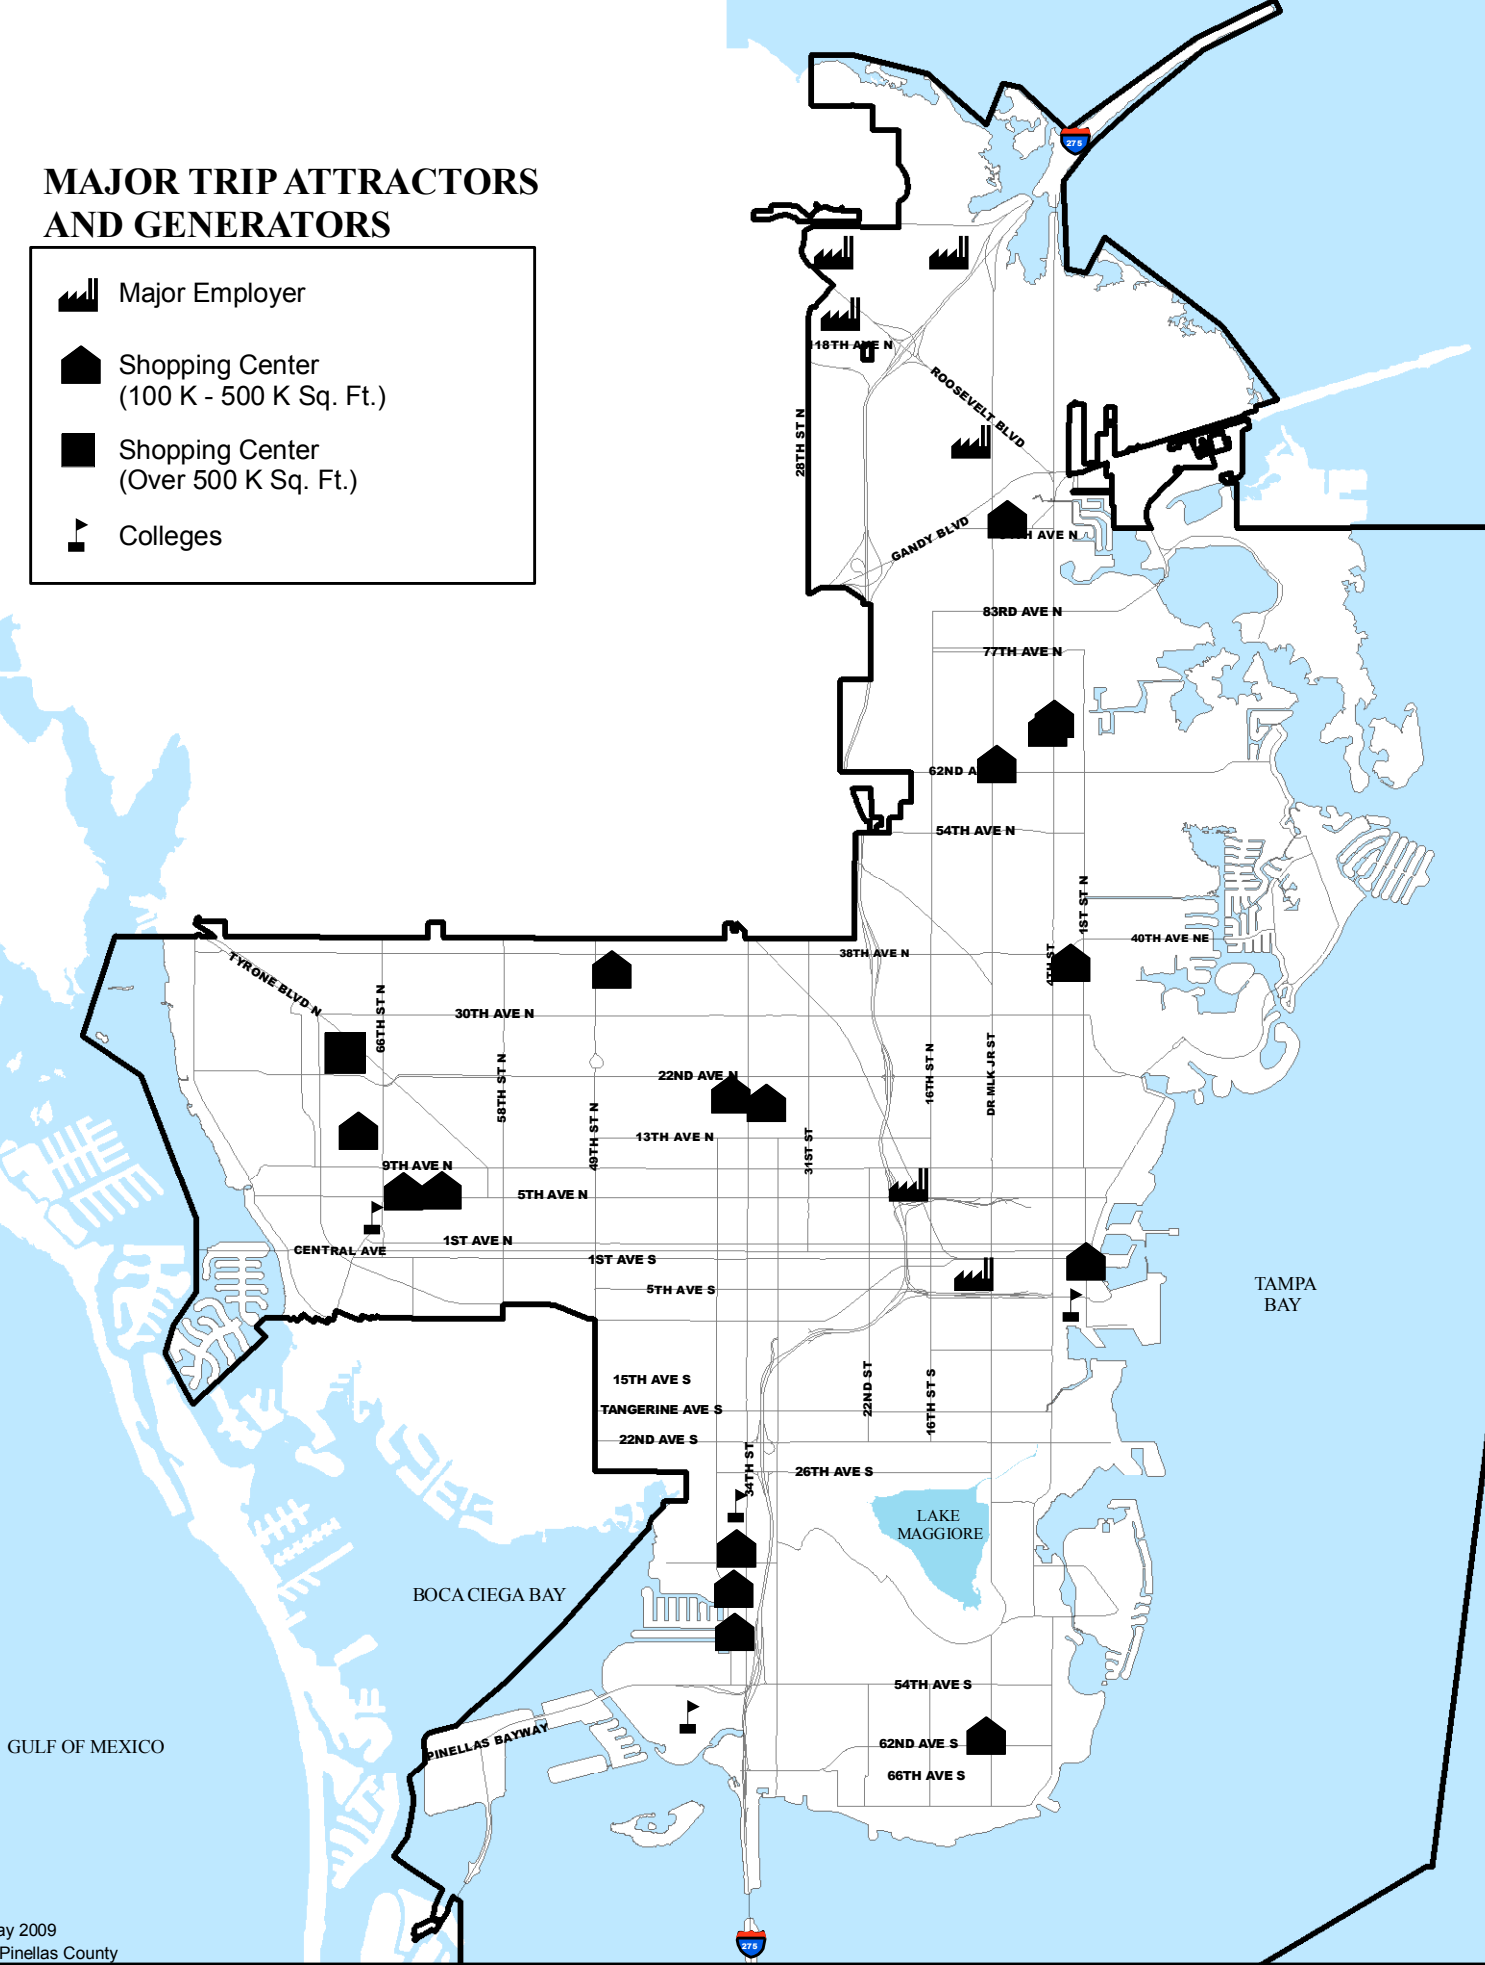 MAJOR TRIP ATTRACTORS
AND GENERATORS
Major Employer
Shopping Center
(100 K - 500 K Sq. Ft.)
Shopping Center
(Over 500 K Sq. Ft.)
Colleges
275
118TH AVE N
ROOSEVELT BLVD
28TH ST N
GANDY BLVD
AVE N
83RD AVE N
77TH AVE N
62ND A
54TH AVE N
1ST ST N
40TH AVE NE
38TH AVE N
4TH ST
TYRONE BLVD N
66TH ST N
30TH AVE N
58TH ST N
22ND AVE N
16TH ST N
DR MLK JR ST
49TH ST N
13TH AVE N
31ST ST
9TH AVE N
5TH AVE N
1ST AVE N
CENTRAL AVE
1ST AVE S
5TH AVE S
TAMPA
BAY
15TH AVE S
22ND ST
16TH ST S
TANGERINE AVE S
22ND AVE S
34TH ST
26TH AVE S
LAKE
MAGGIORE
BOCA CIEGA BAY
54TH AVE S
PINELLAS BAYWAY
62ND AVE S
GULF OF MEXICO
66TH AVE S
ay 2009
Pinellas County
275